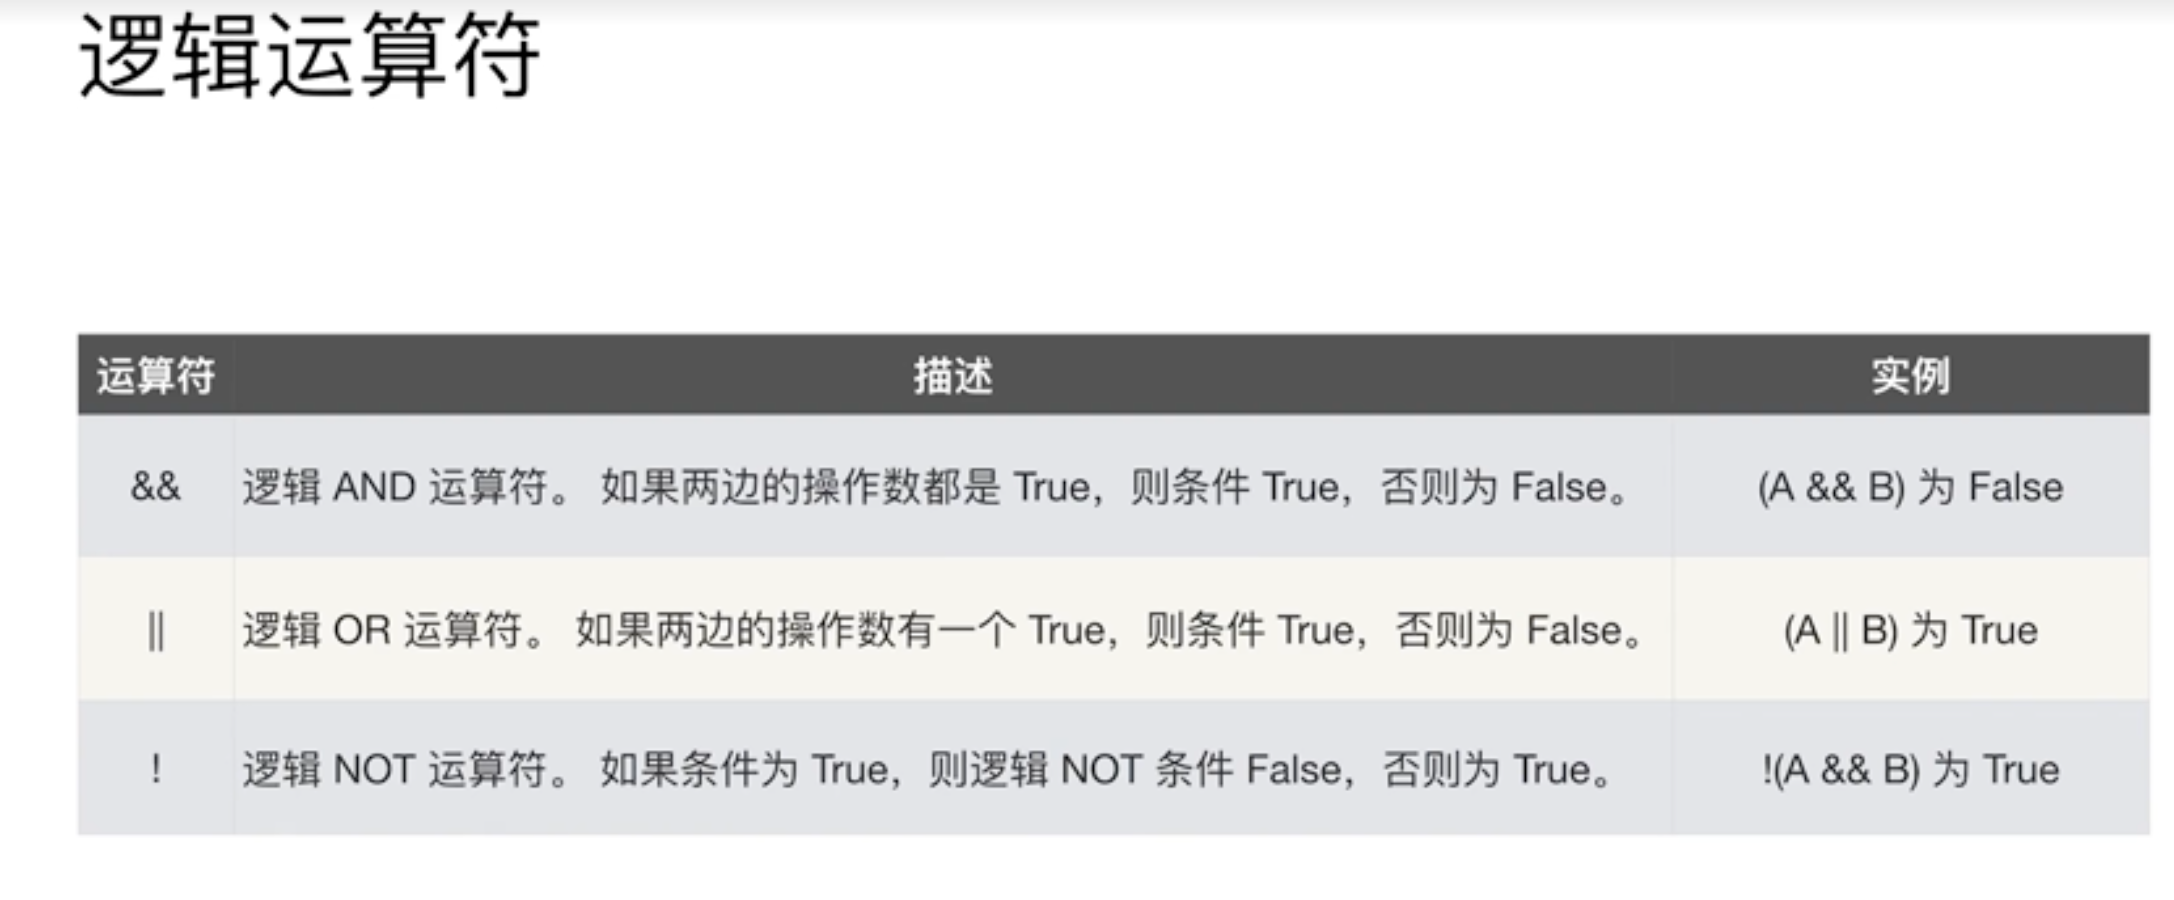 逻辑运算符
运算符 描述 实例
&& 逻辑 AND 运算符。 如果两边的操作数都是 True，则条件 True，否则为 False。 (A && B) 为 False
|| 逻辑 OR 运算符。 如果两边的操作数有一个 True，则条件 True，否则为 False。 (A || B) 为 True
! 逻辑 NOT 运算符。 如果条件为 True，则逻辑 NOT 条件 False，否则为 True。 !(A && B) 为 True